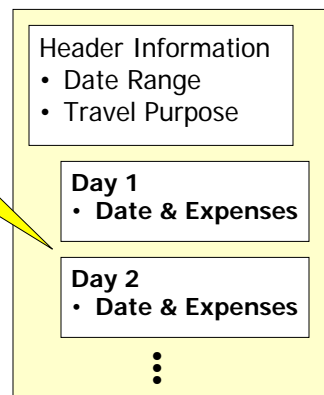 Header Information
• Date Range
• Travel Purpose
Day 1
• Date & Expenses
Day 2
• Date & Expenses